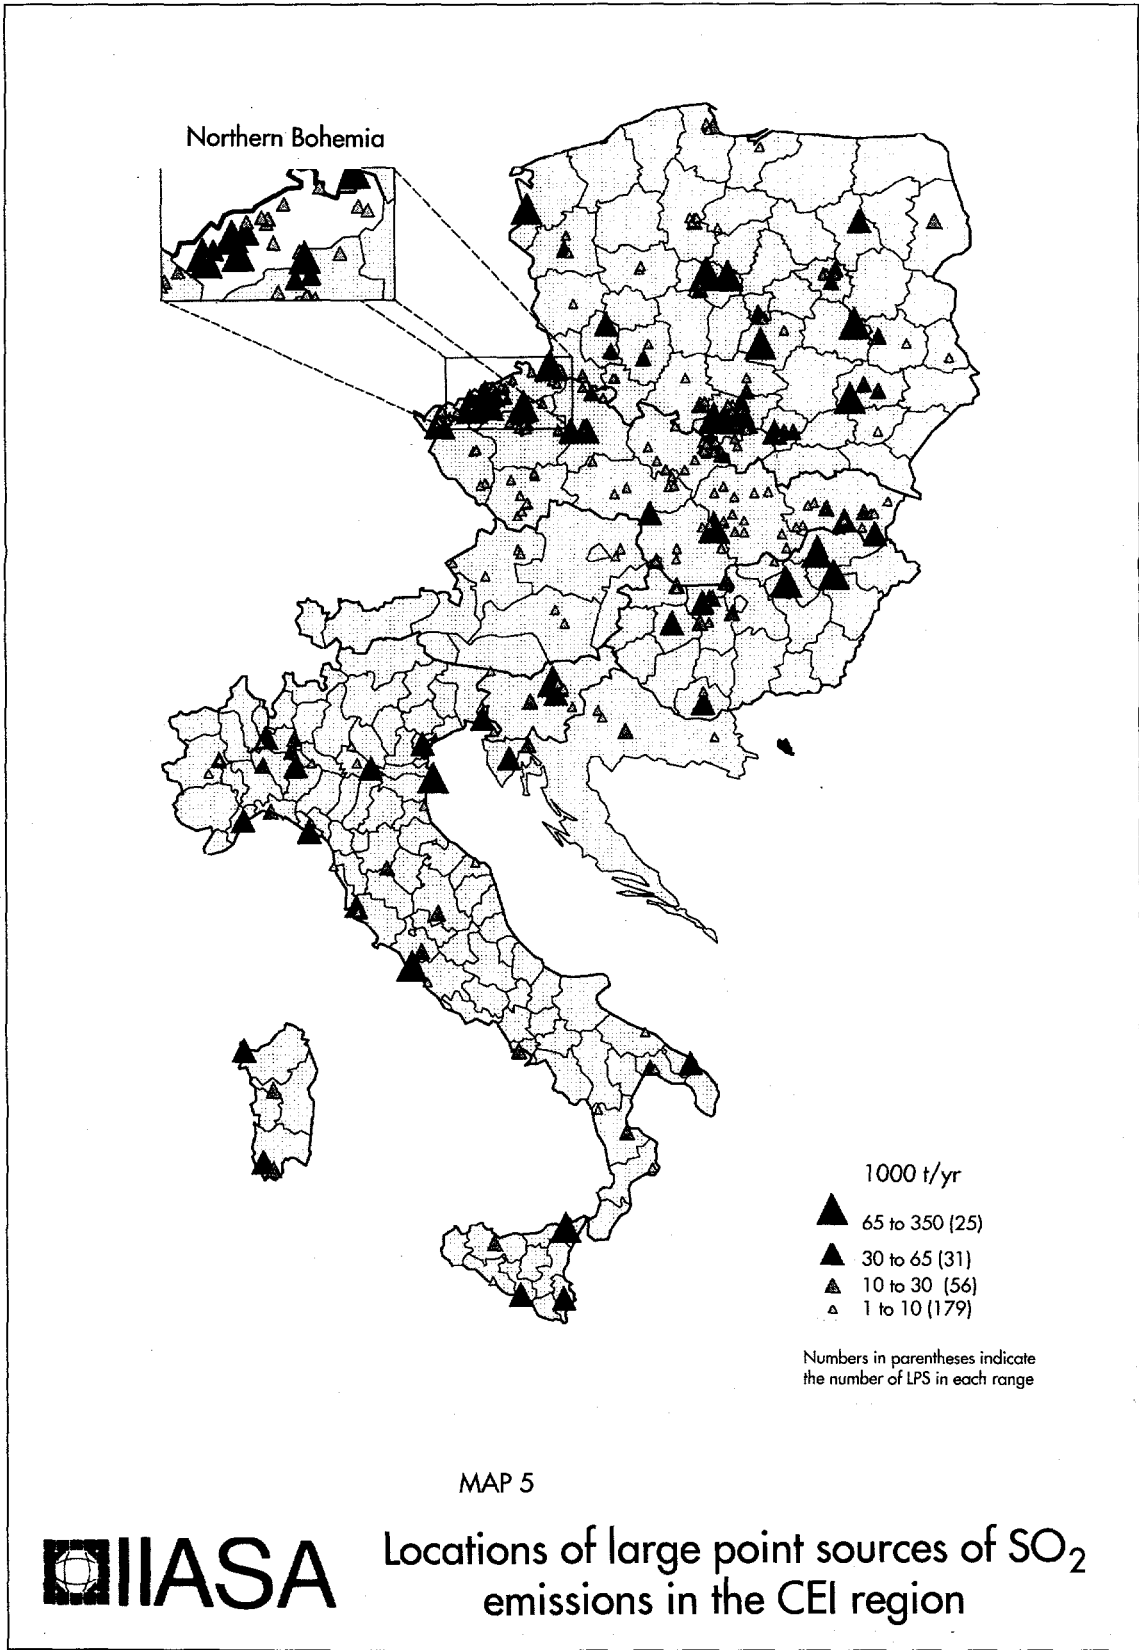 Northern Bohemia
1000 t/yr
65 to 350 (25)
30 to 65 (31)
10 to 30 (56)
1 to 10 (179)
Numbers in parentheses indicate
the number of LPS in each range
MAP 5
IIASA
Locations of large point sources of SO₂
emissions in the CEI region